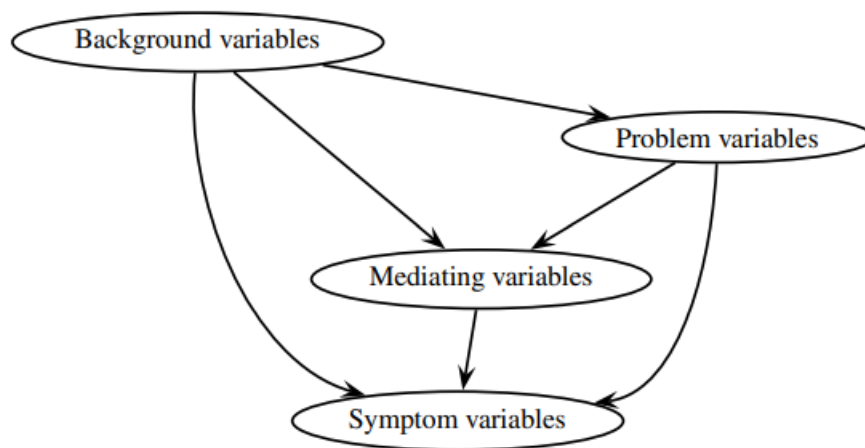 Background variables
Problem variables
Mediating variables
Symptom variables